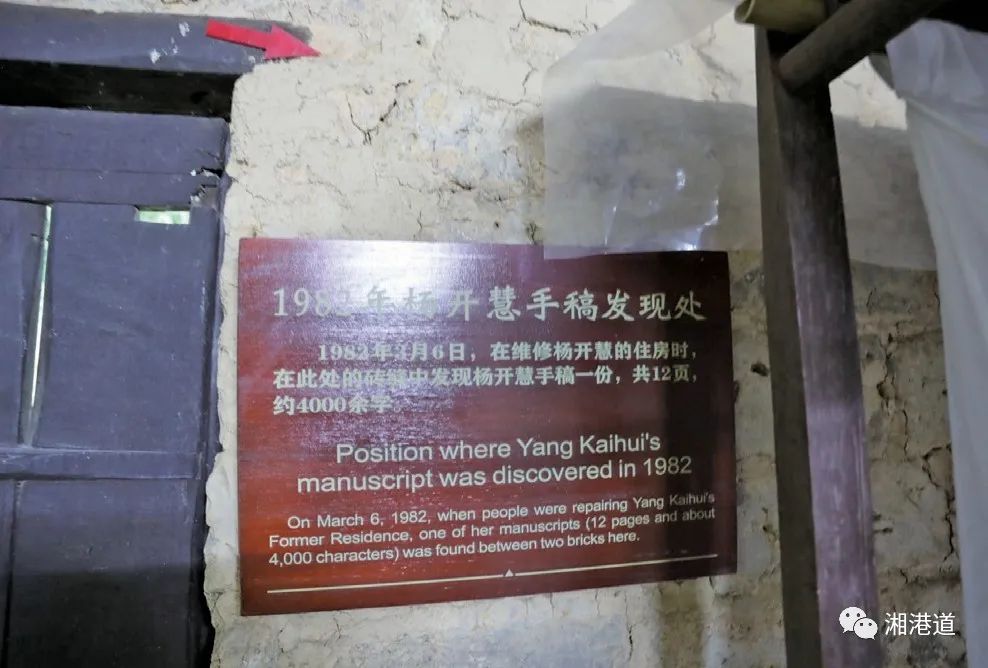 1982年杨开慧手稿发现处
1982年3月6日，在维修杨开慧的住房时，
在此处的砖缝中发现杨开慧手稿一份，共12页，
约4000余字。
Position where Yang Kaihui's
manuscript was discovered in 1982
On March 6, 1982, when people were repairing Yang Kaihui's
Former Residence, one of her manuscripts (12 pages and about
4,000 characters) was found between two bricks here.
湘港道